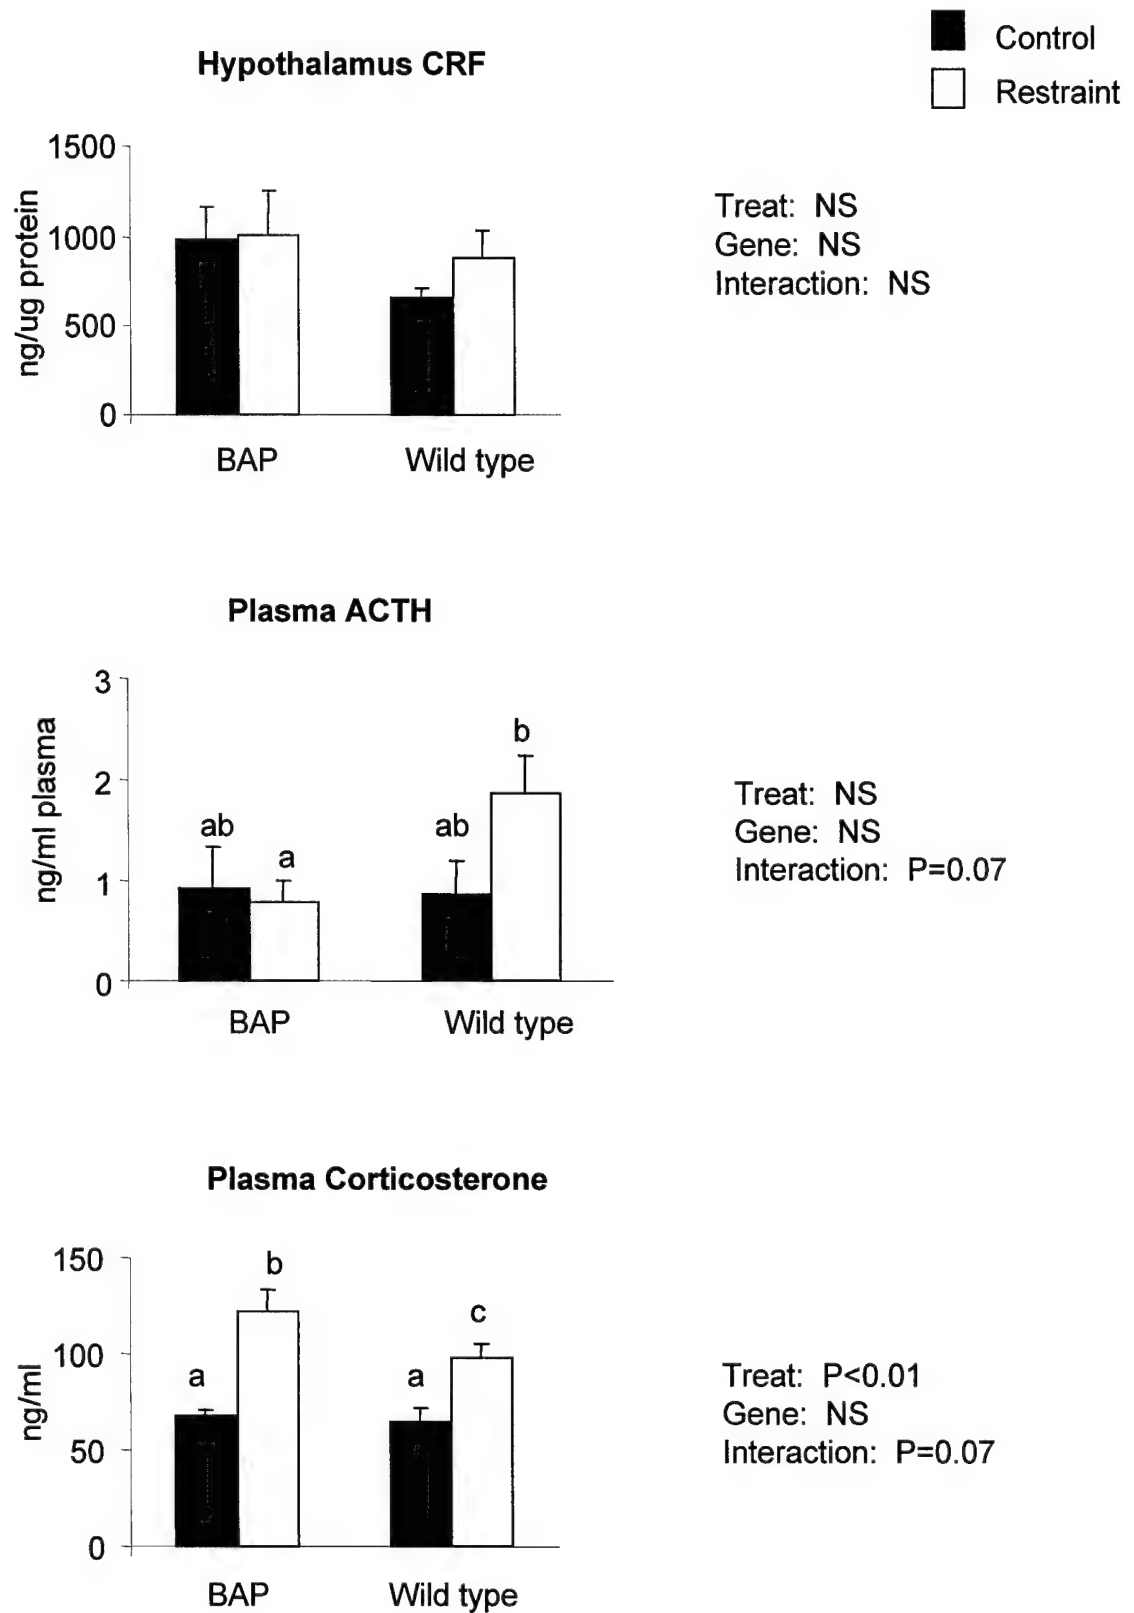 Control
Restraint
Hypothalamus CRF
1500
1000
500
0
ng/ug protein
BAP
Wild type
Treat: NS
Gene: NS
Interaction: NS
Plasma ACTH
3
2
1
0
ng/ml plasma
ab
a
ab
b
BAP
Wild type
Treat: NS
Gene: NS
Interaction: P=0.07
Plasma Corticosterone
150
100
50
0
ng/ml
a
b
a
c
BAP
Wild type
Treat: P<0.01
Gene: NS
Interaction: P=0.07